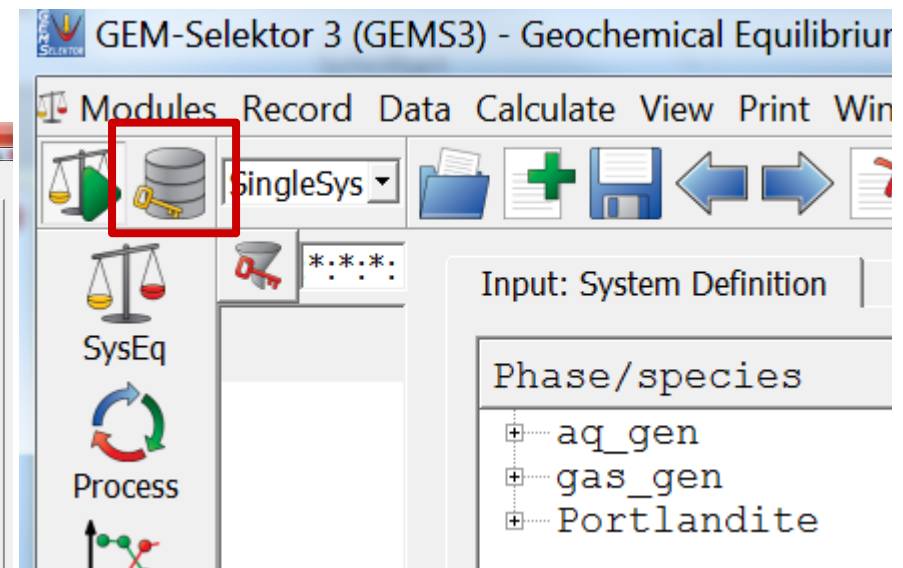 GEM-Selektor 3 (GEMS3) - Geochemical Equilibriu
Modules Record Data Calculate View Print Win
SingleSys
*:*:*:
SysEq
Process
Input: System Definition
Phase/species
aq_gen
gas_gen
Portlandite